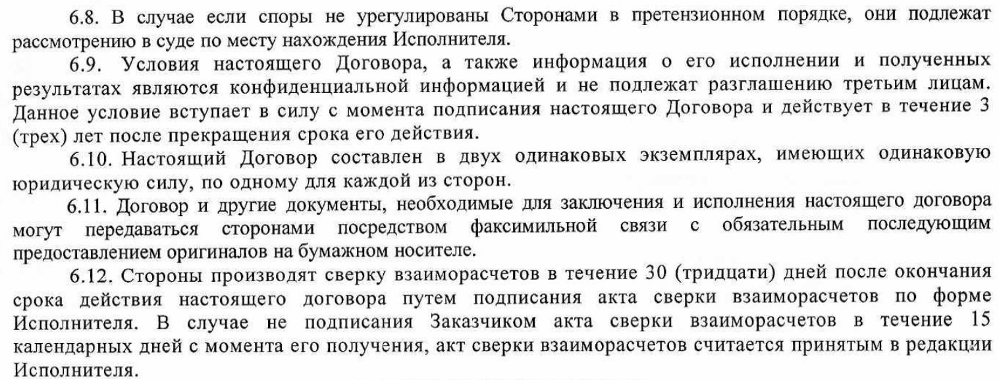 6.8. В случае если споры не урегулированы Сторонами в претензионном порядке, они подлежат
рассмотрению в суде по месту нахождения Исполнителя.
6.9. Условия настоящего Договора, а также информация о его исполнении и полученных
результатах являются конфиденциальной информацией и не подлежат разглашению третьим лицам.
Данное условие вступает в силу с момента подписания настоящего Договора и действует в течение 3
(трех) лет после прекращения срока его действия.
6.10. Настоящий Договор составлен в двух одинаковых экземплярах, имеющих одинаковую
юридическую силу, по одному для каждой из сторон.
6.11. Договор и другие документы, необходимые для заключения и исполнения настоящего договора
могут передаваться сторонами посредством факсимильной связи с обязательным последующим
предоставлением оригиналов на бумажном носителе.
6.12. Стороны производят сверку взаиморасчетов в течение 30 (тридцати) дней после окончания
срока действия настоящего договора путем подписания акта сверки взаиморасчетов по форме
Исполнителя. В случае не подписания Заказчиком акта сверки взаиморасчетов в течение 15
календарных дней с момента его получения, акт сверки взаиморасчетов считается принятым в редакции
Исполнителя.